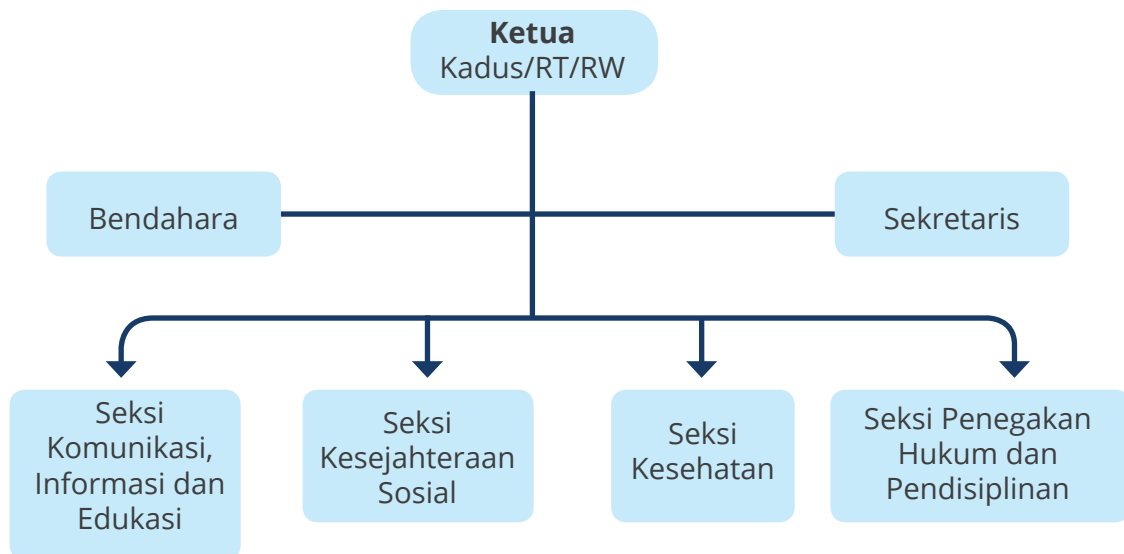 Ketua
Kadus/RT/RW
Bendahara
Sekretaris
Seksi
Komunikasi,
Informasi dan
Edukasi
Seksi
Kesejahteraan
Sosial
Seksi
Kesehatan
Seksi Penegakan
Hukum dan
Pendisiplinan